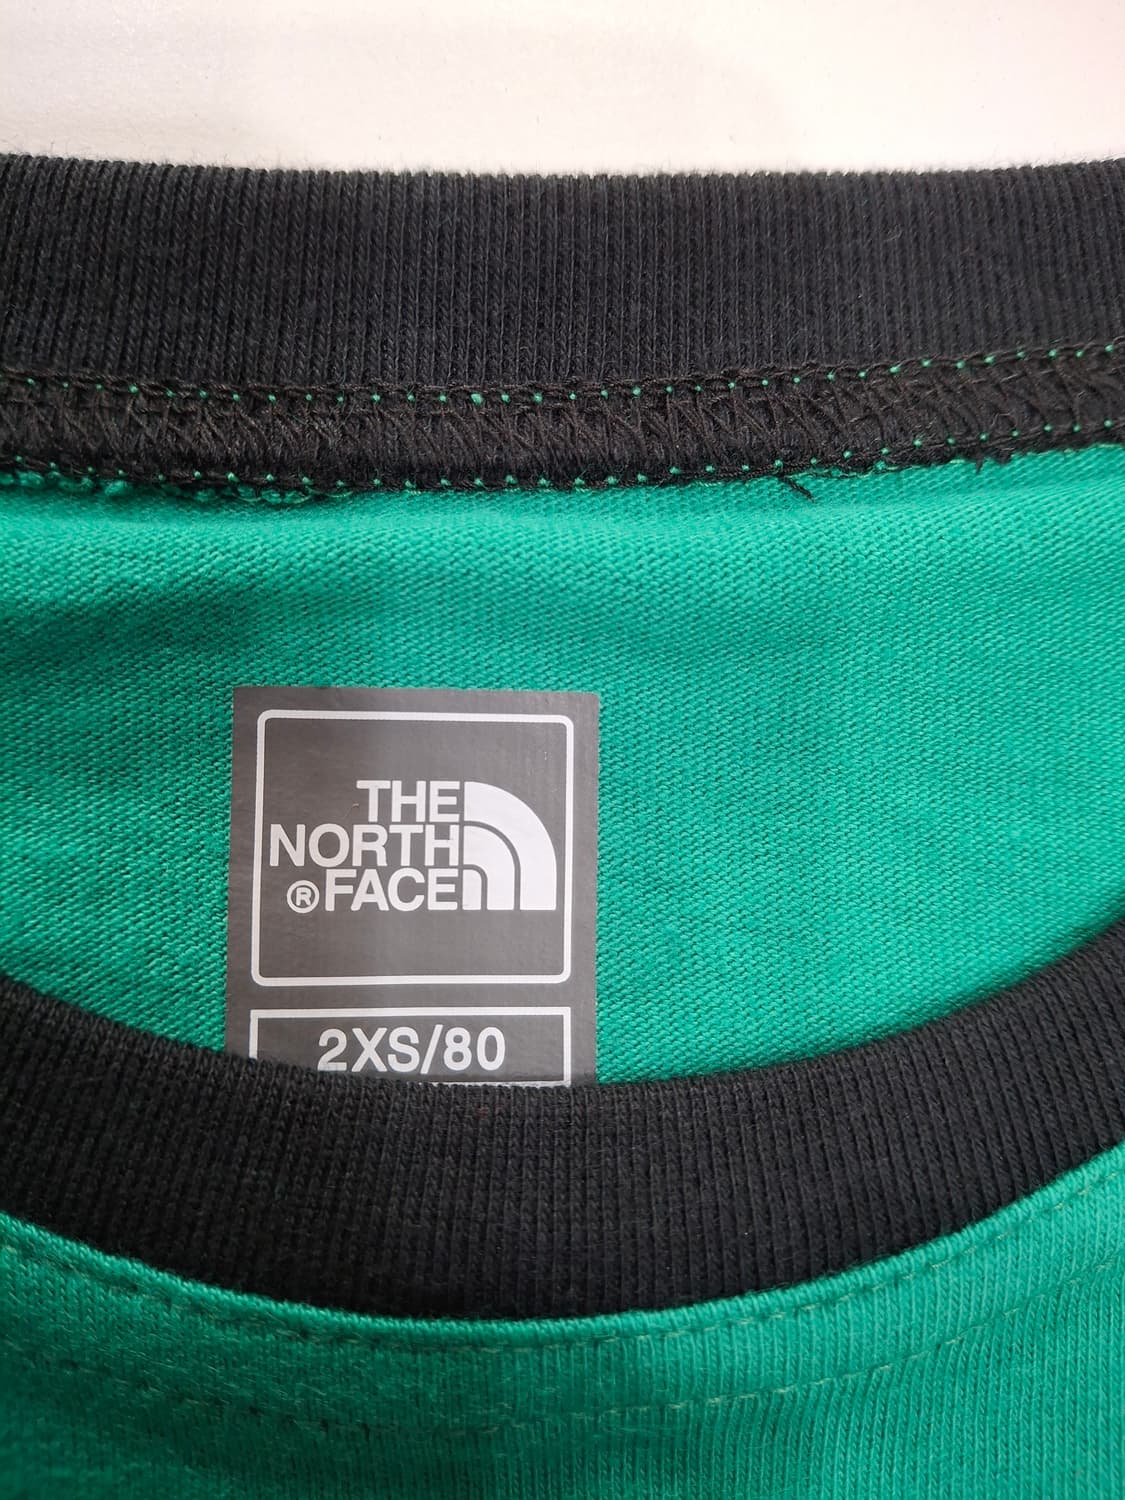 THE
NORTH
® FACE
2XS/80